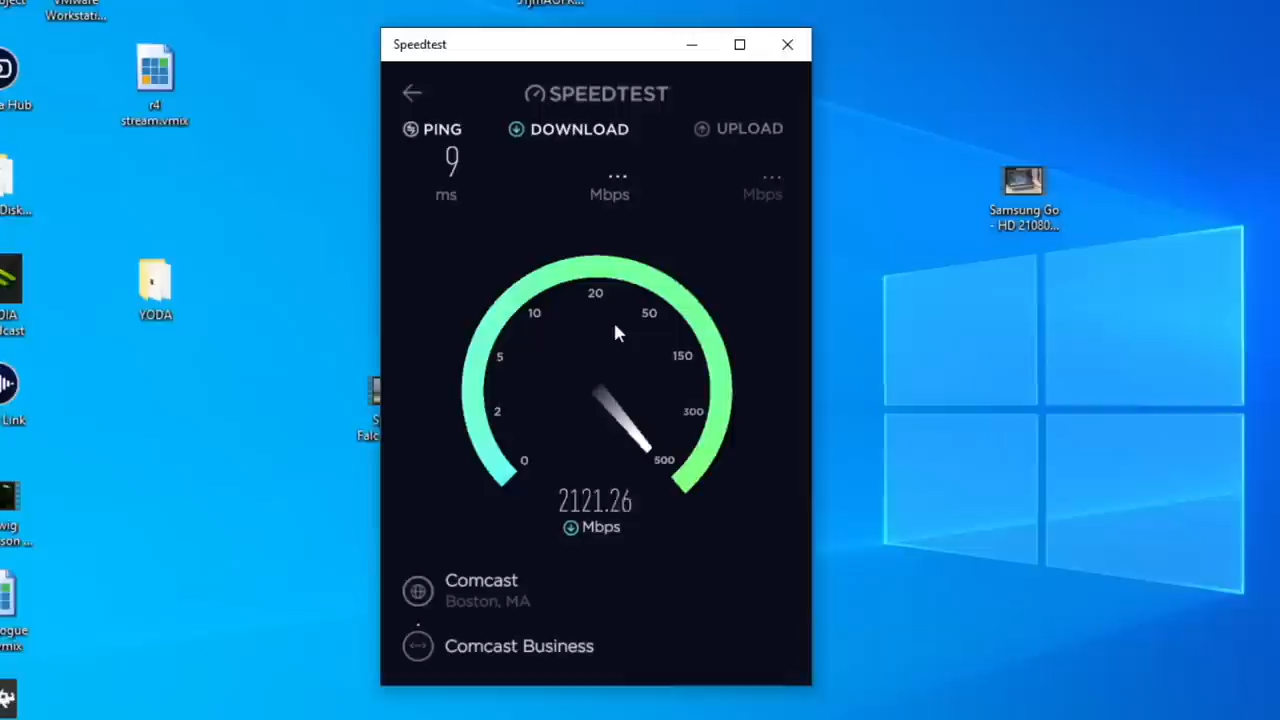 VMware
Workstati...
r4
stream.vmix
Hub
Disk...
YODA
Link
Falc
Speedtest
SPEEDTEST
PING
DOWNLOAD
UPLOAD
9
...
...
ms
Mbps
Mbps
20
10
50
5
150
2
300
0
500
2121.26
Mbps
Comcast
Boston, MA
Comcast Business
Samsung Go
- HD 21080...